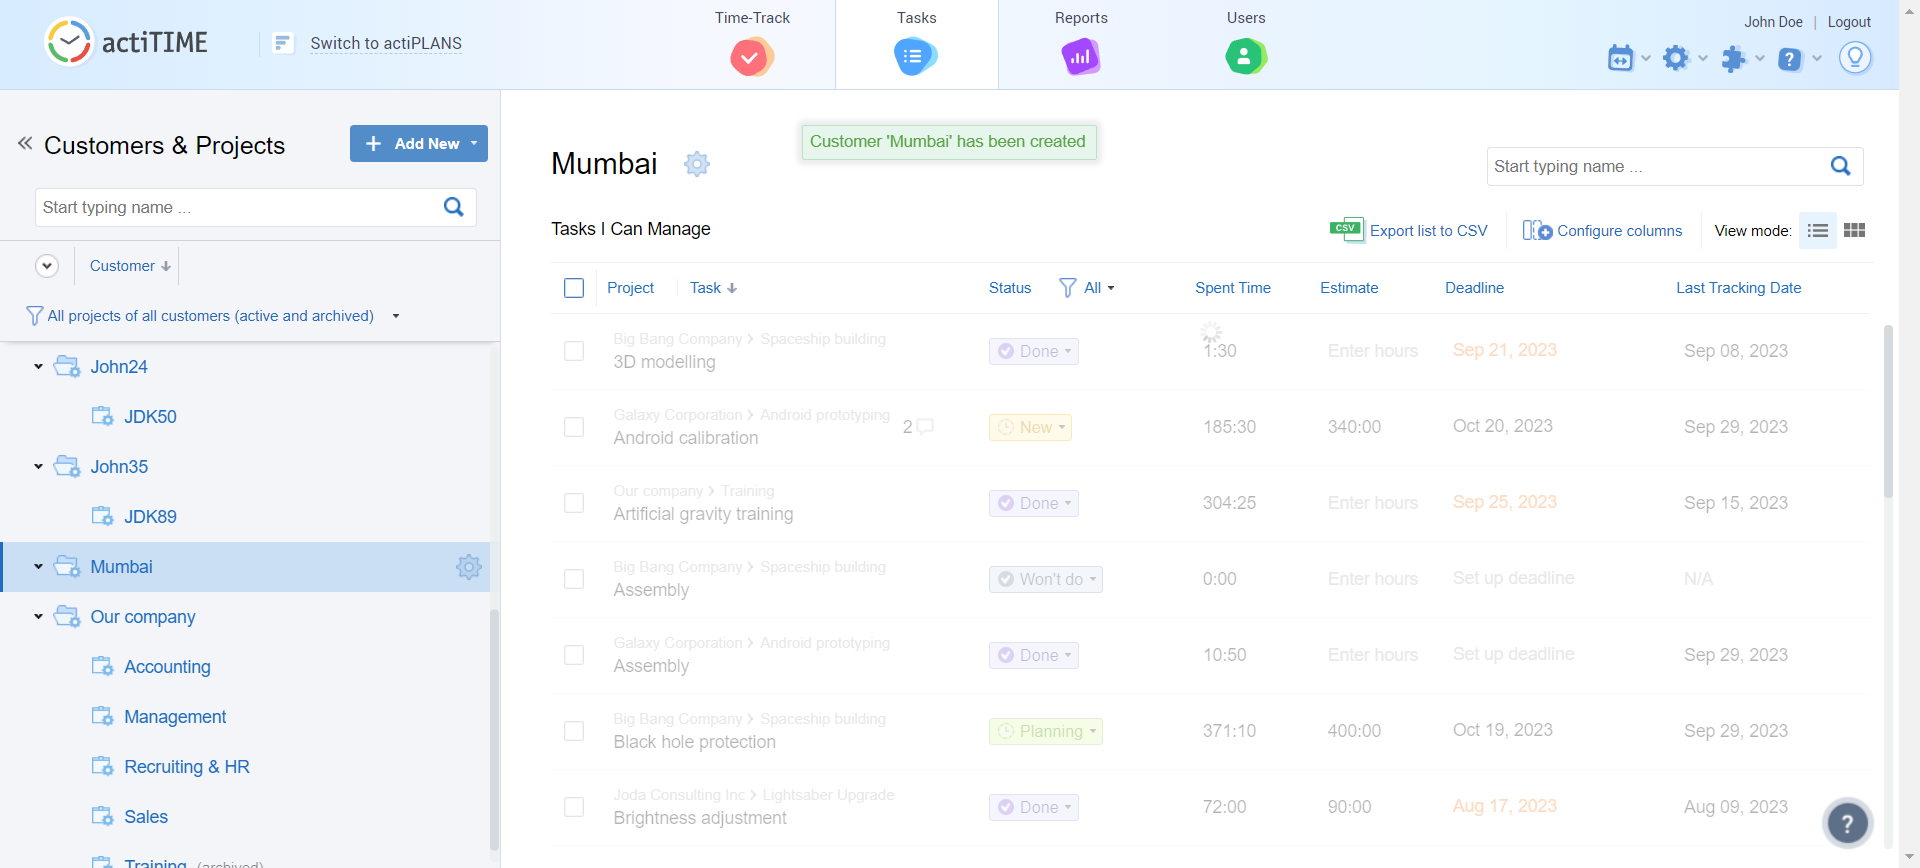 actiTIME
Switch to actiPLANS
Time-Track
Tasks
Reports
Users
John Doe | Logout
Customers & Projects
+ Add New
Start typing name ...
Customer
All projects of all customers (active and archived)
John24
JDK50
John35
JDK89
Mumbai
Our company
Accounting
Management
Recruiting & HR
Sales
Training (archived)
Mumbai
Customer 'Mumbai' has been created
Start typing name ...
Tasks I Can Manage
CSV Export list to CSV
Configure columns
View mode:
Project Task Status All Spent Time Estimate Deadline Last Tracking Date
Big Bang Company > Spaceship building
3D modelling Done 1:30 Enter hours Sep 21, 2023 Sep 08, 2023
Galaxy Corporation > Android prototyping
Android calibration 2 New 185:30 340:00 Oct 20, 2023 Sep 29, 2023
Our company > Training
Artificial gravity training Done 304:25 Enter hours Sep 25, 2023 Sep 15, 2023
Big Bang Company > Spaceship building
Assembly Won't do 0:00 Enter hours Set up deadline N/A
Galaxy Corporation > Android prototyping
Assembly Done 10:50 Enter hours Set up deadline Sep 29, 2023
Big Bang Company > Spaceship building
Black hole protection Planning 371:10 400:00 Oct 19, 2023 Sep 29, 2023
Joda Consulting Inc > Lightsaber Upgrade
Brightness adjustment Done 72:00 90:00 Aug 17, 2023 Aug 09, 2023
?